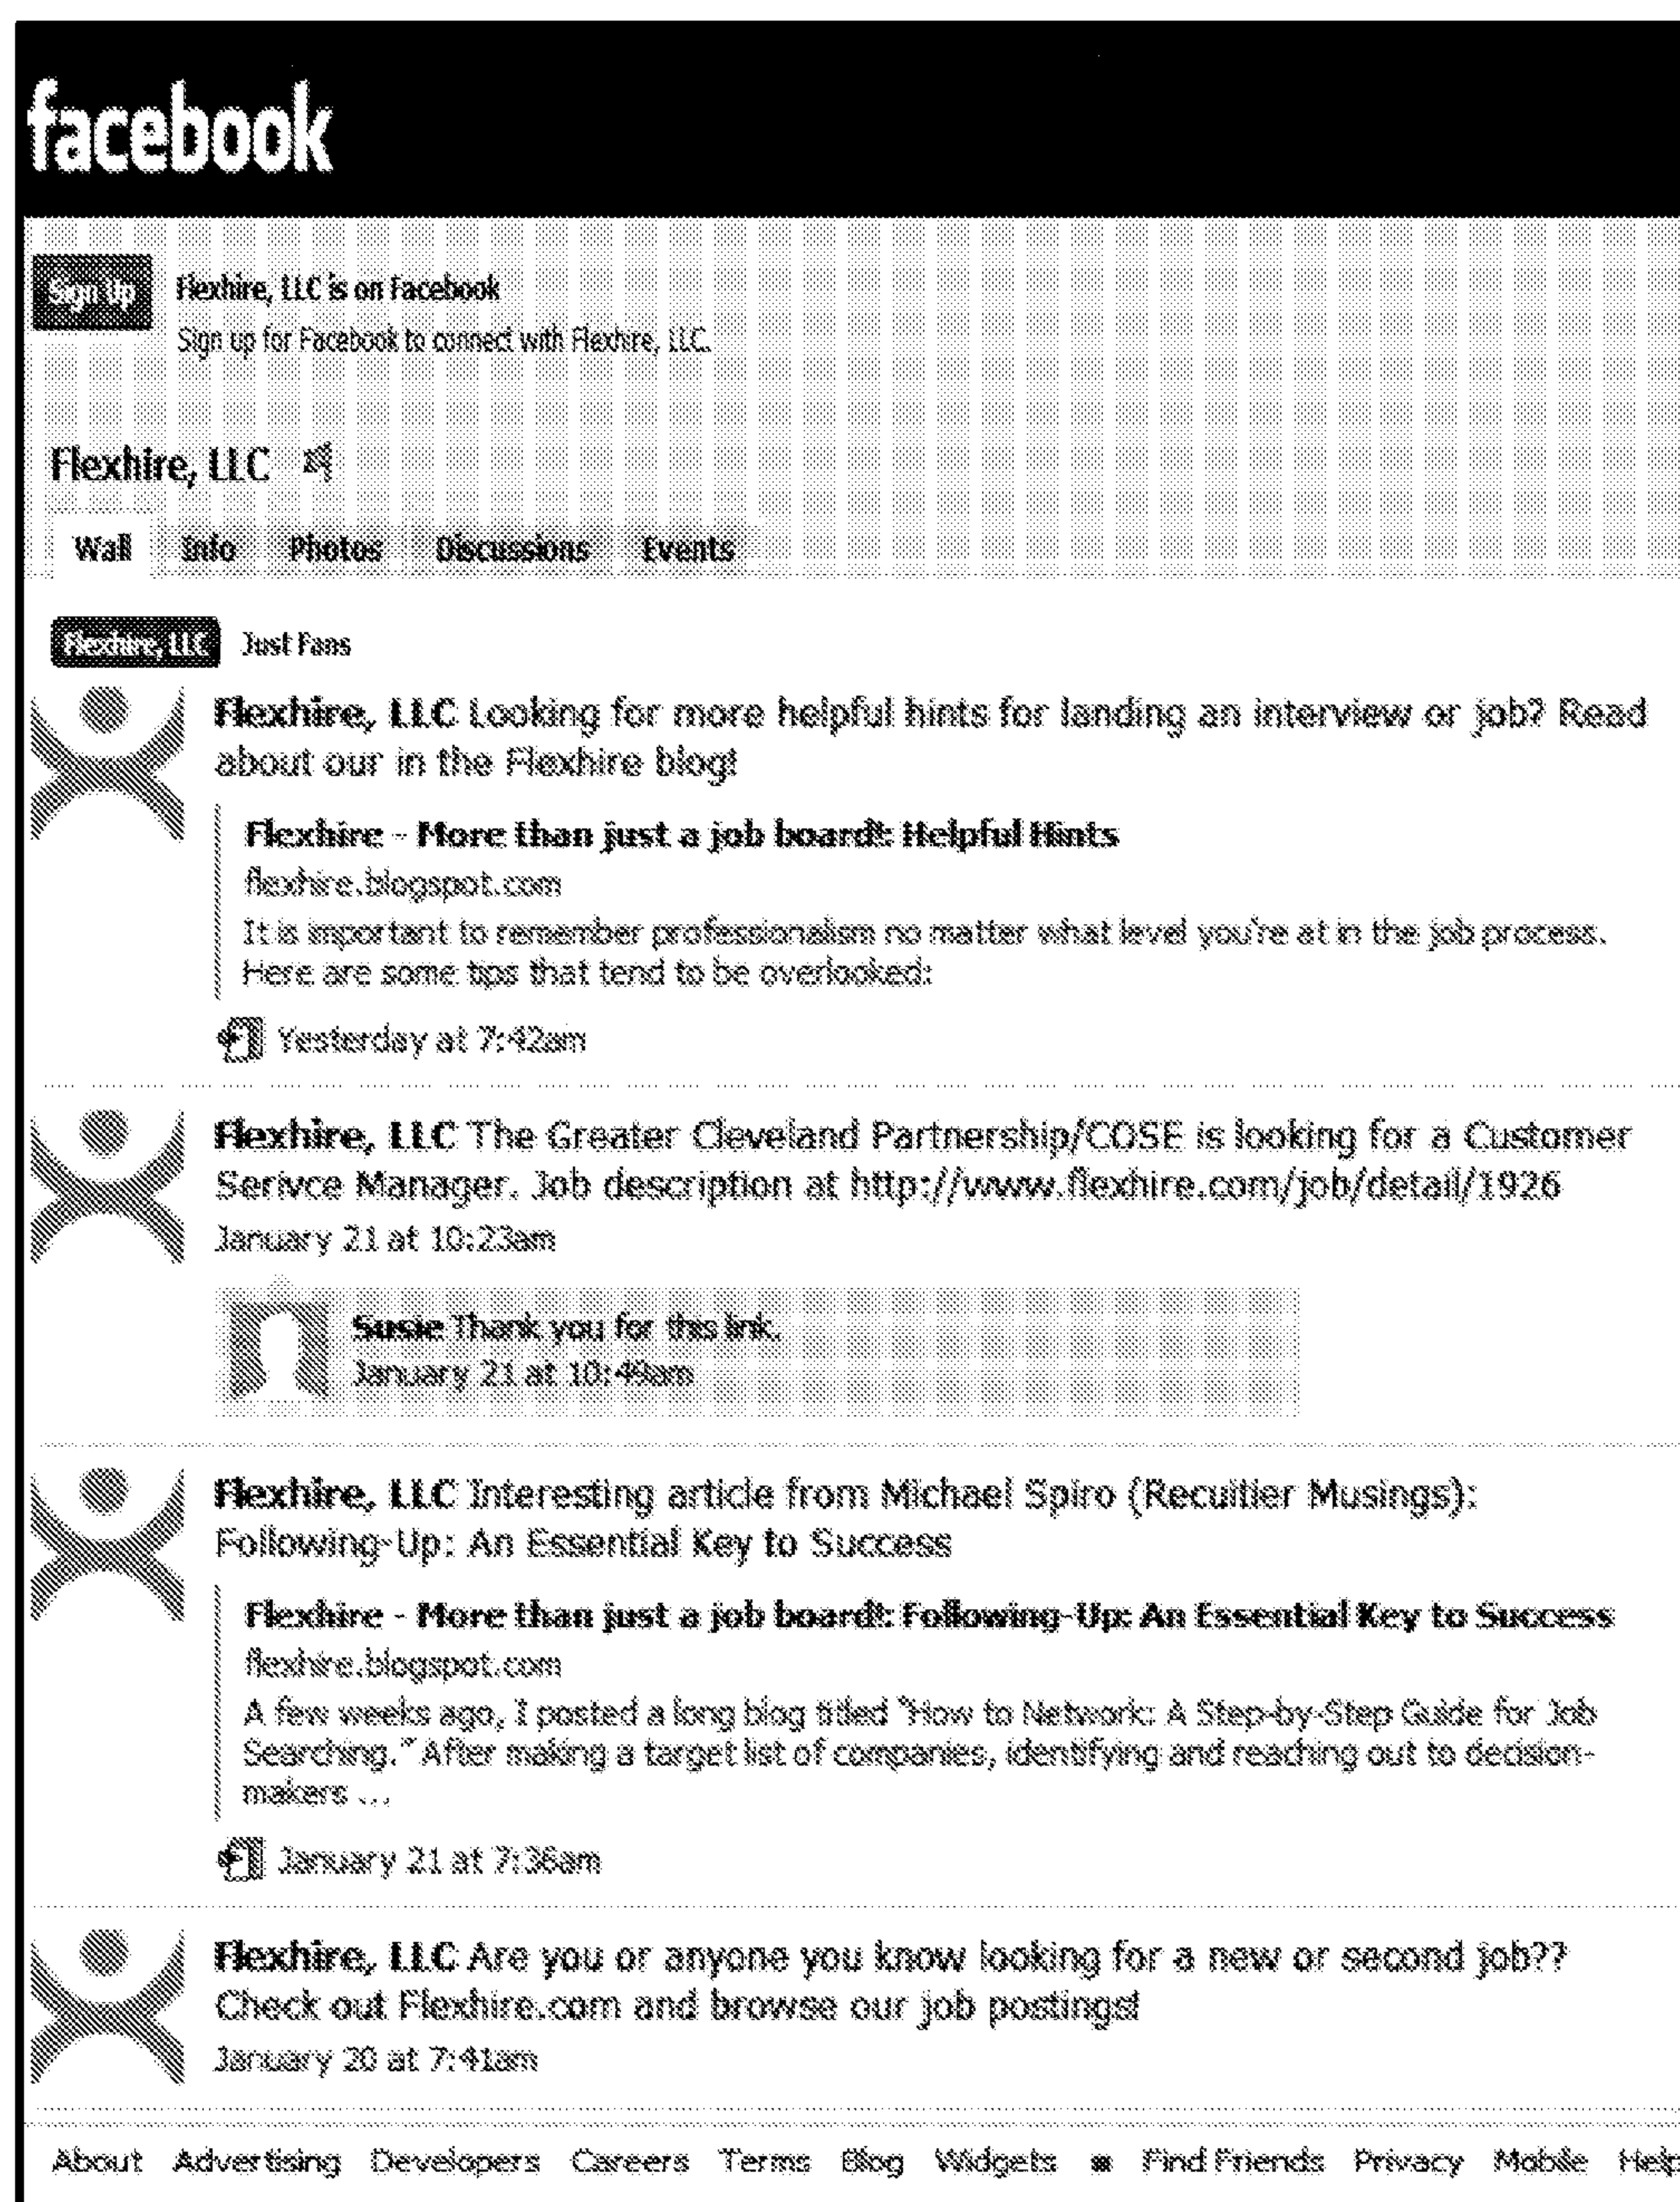 facebook
Sign Up
Flexhire, LLC is on Facebook
Sign up for Facebook to connect with Flexhire, LLC.
Flexhire, LLC
Wall Info Photos Discussions Events
Flexhire, LLC Just Fans
Flexhire, LLC Looking for more helpful hints for landing an interview or job? Read
about our in the Flexhire blog!
Flexhire - More than just a job board!: Helpful Hints
flexhire.blogspot.com
It is important to remember professionalism no matter what level you're at in the job process.
Here are some tips that tend to be overlooked:
Yesterday at 7:42am
Flexhire, LLC The Greater Cleveland Partnership/COSE is looking for a Customer
Serivce Manager. Job description at http://www.flexhire.com/job/detail/1926
January 21 at 10:23am
Susie Thank you for this link.
January 21 at 10:49am
Flexhire, LLC Interesting article from Michael Spiro (Recuitier Musings):
Following-Up: An Essential Key to Success
Flexhire - More than just a job board!: Following-Up: An Essential Key to Success
flexhire.blogspot.com
A few weeks ago, I posted a long blog titled "How to Network: A Step-by-Step Guide for Job
Searching." After making a target list of companies, identifying and reaching out to decision-
makers ...
January 21 at 7:36am
Flexhire, LLC Are you or anyone you know looking for a new or second job??
Check out Flexhire.com and browse our job postings!
January 20 at 7:41am
About Advertising Developers Careers Terms Blog Widgets ▪ Find Friends Privacy Mobile Help